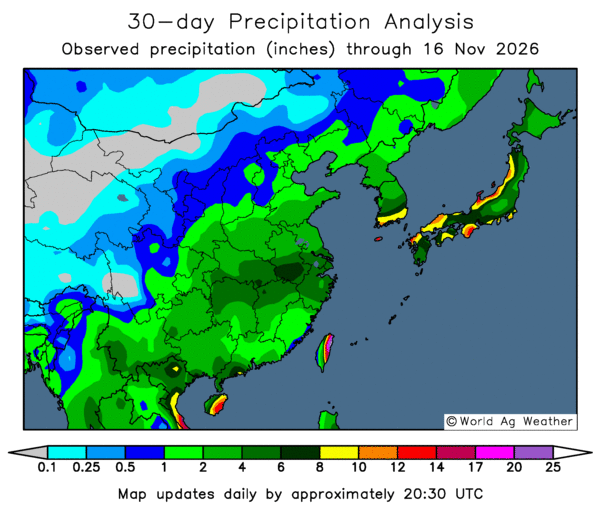 30-day Precipitation Analysis
Observed precipitation (inches) through 16 Nov 2026
© World Ag Weather
0.1 0.25 0.5 1 2 4 6 8 10 12 14 17 20 25
Map updates daily by approximately 20:30 UTC